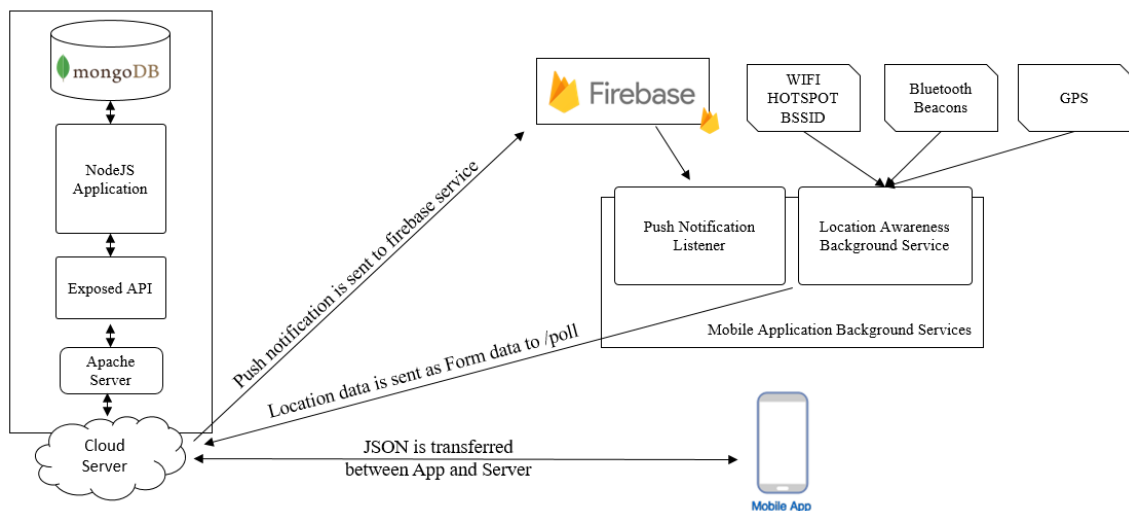 mongoDB
NodeJS
Application
Exposed API
Apache
Server
Cloud
Server
Push notification is sent to firebase service
Location data is sent as Form data to /poll
JSON is transferred
between App and Server
Firebase
WIFI
HOTSPOT
BSSID
Bluetooth
Beacons
GPS
Push Notification
Listener
Location Awareness
Background Service
Mobile Application Background Services
Mobile App